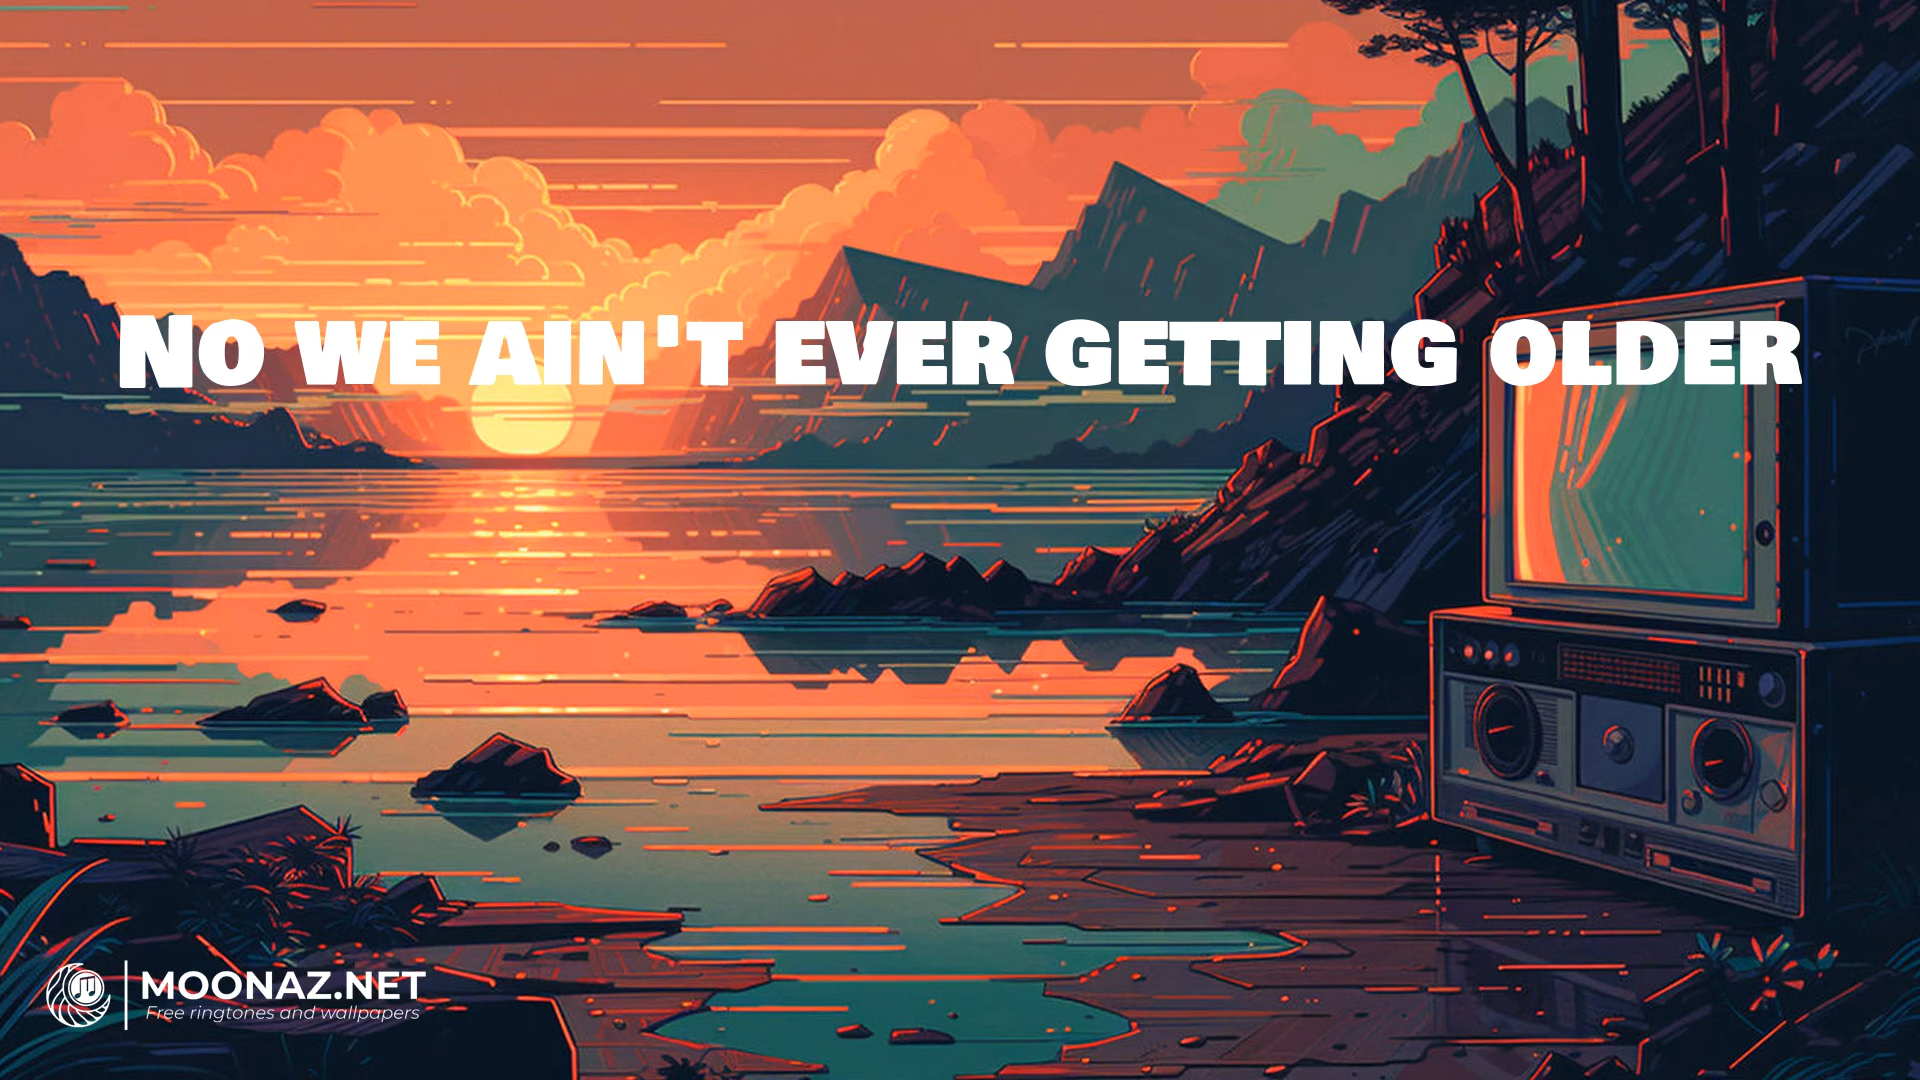 No we ain't ever getting older
MOONAZ.NET
Free ringtones and wallpapers